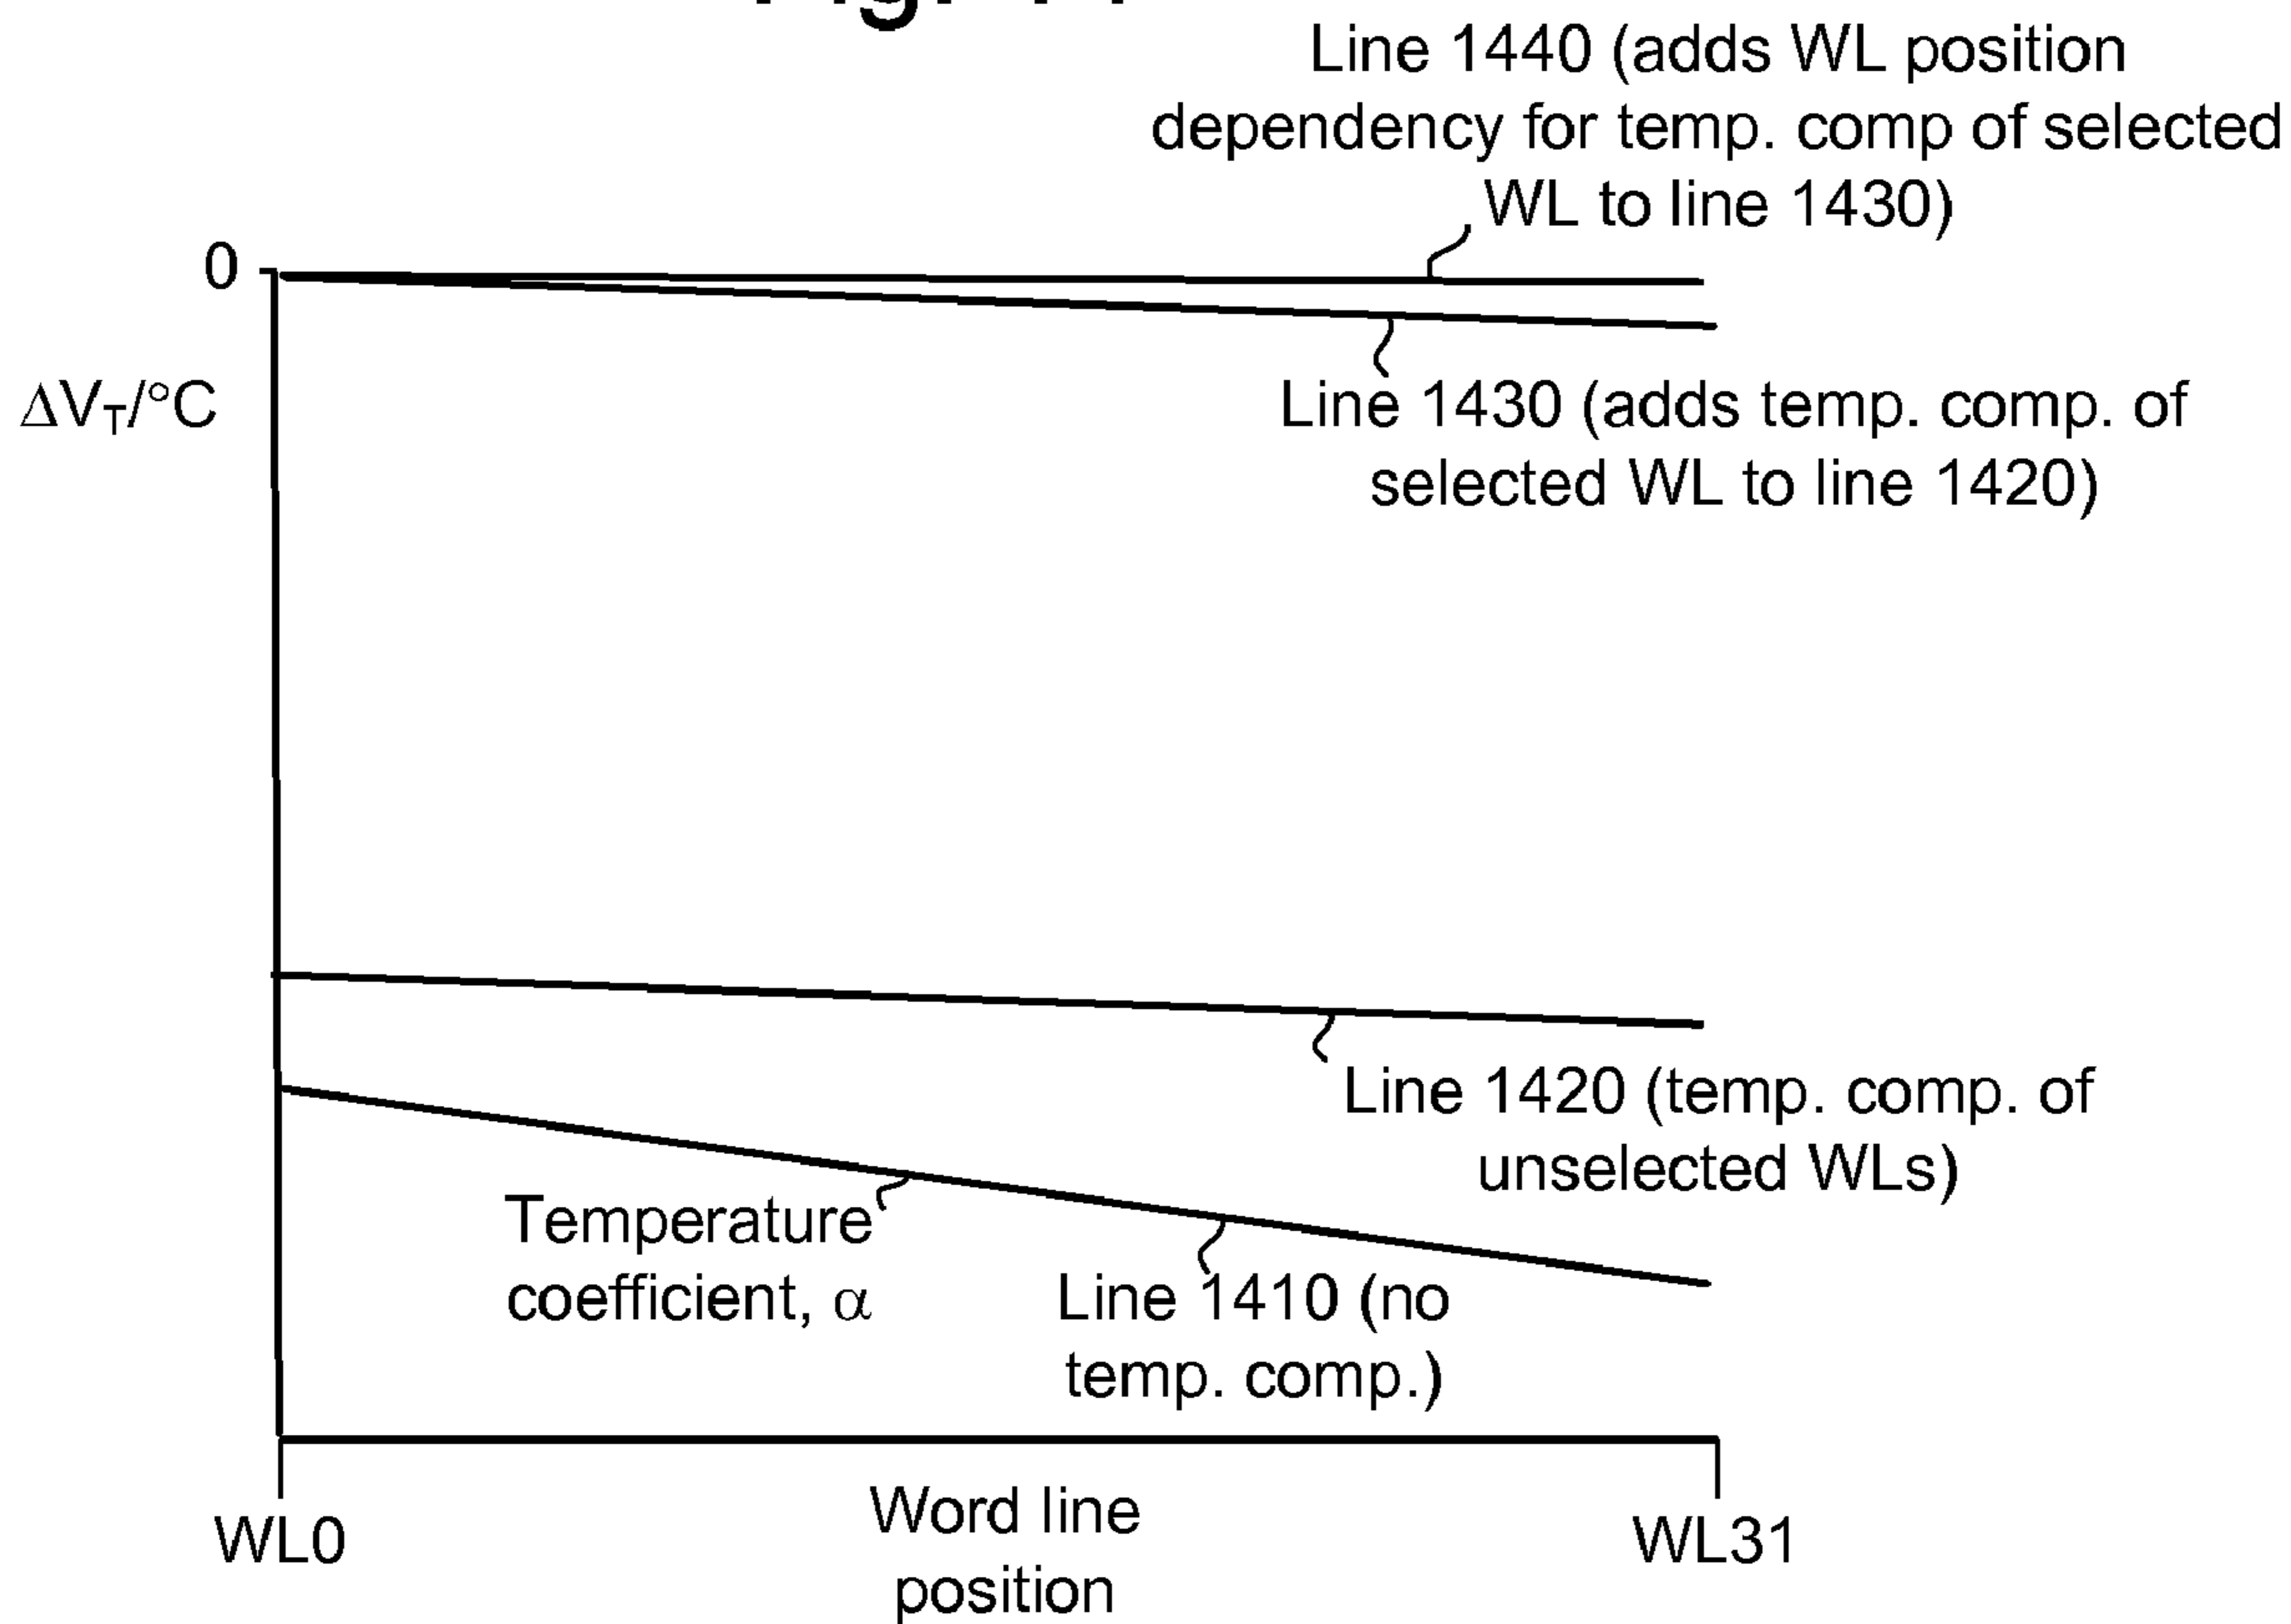 Line 1440 (adds WL position
dependency for temp. comp of selected
WL to line 1430)
0
ΔVT/°C
Line 1430 (adds temp. comp. of
selected WL to line 1420)
Line 1420 (temp. comp. of
unselected WLs)
Temperature
coefficient, α
Line 1410 (no
temp. comp.)
WL0
Word line
position
WL31